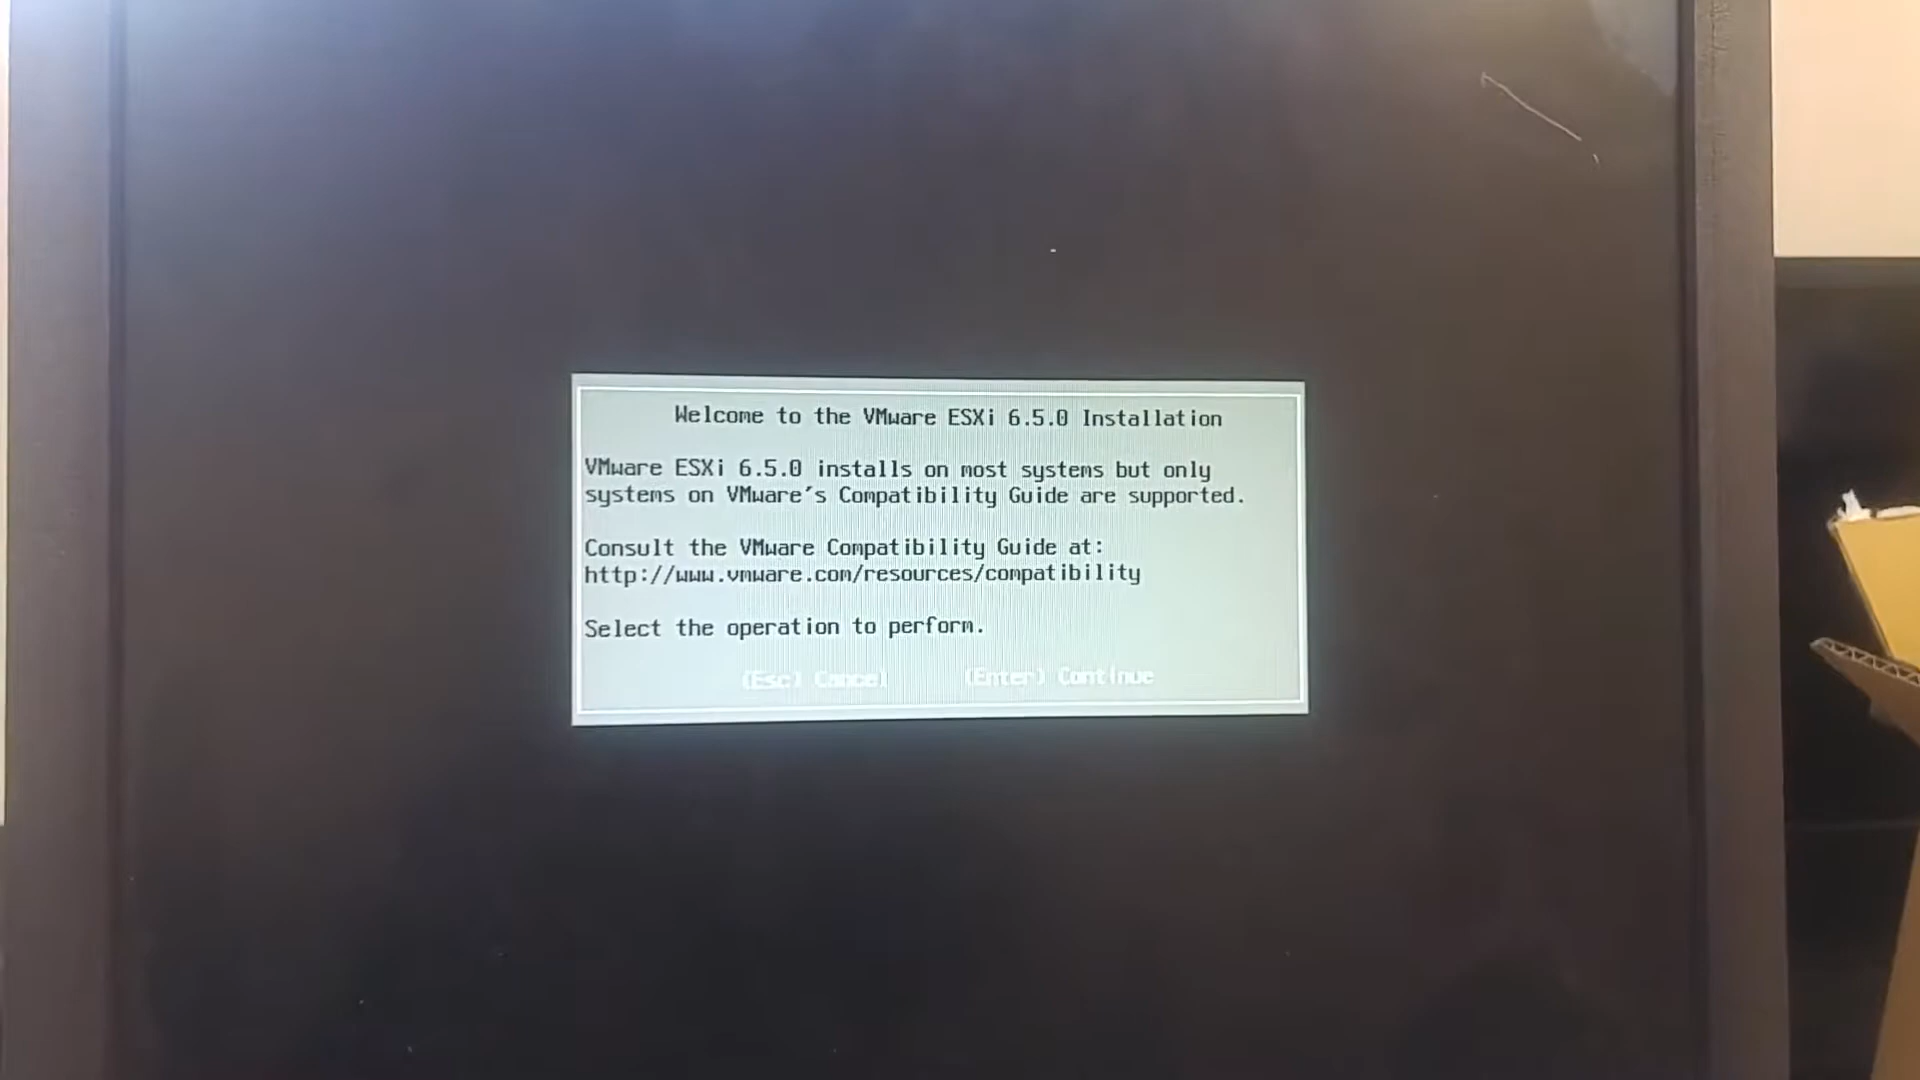 Welcome to the VMware ESXi 6.5.0 Installation
VMware ESXi 6.5.0 installs on most systems but only
systems on VMware's Compatibility Guide are supported.
Consult the VMware Compatibility Guide at:
http://www.vmware.com/resources/compatibility
Select the operation to perform.
(Esc) Cancel (Enter) Continue